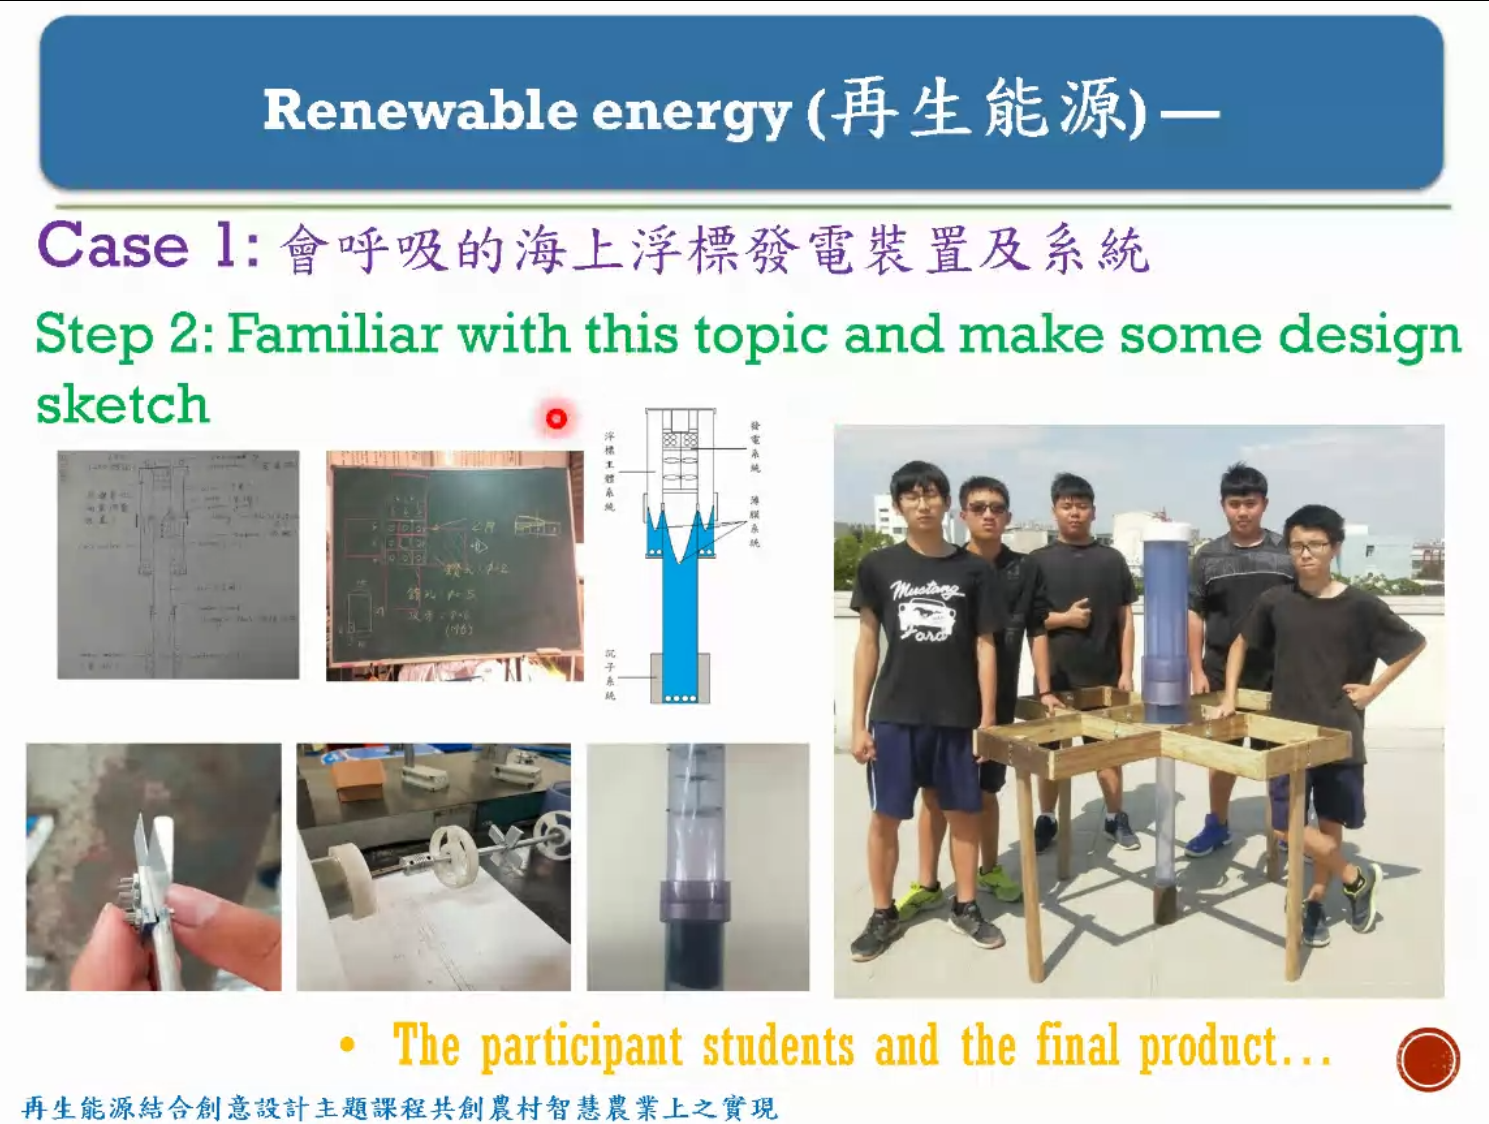 Renewable energy (再生能源) —
Case 1: 會呼吸的海上浮標發電裝置及系統
Step 2: Familiar with this topic and make some design
sketch
浮標主體系統
發電系統
薄膜系統
沉子系統
Mustang
Ford
• The participant students and the final product...
再生能源結合創意設計主題課程共創農村智慧農業上之實現